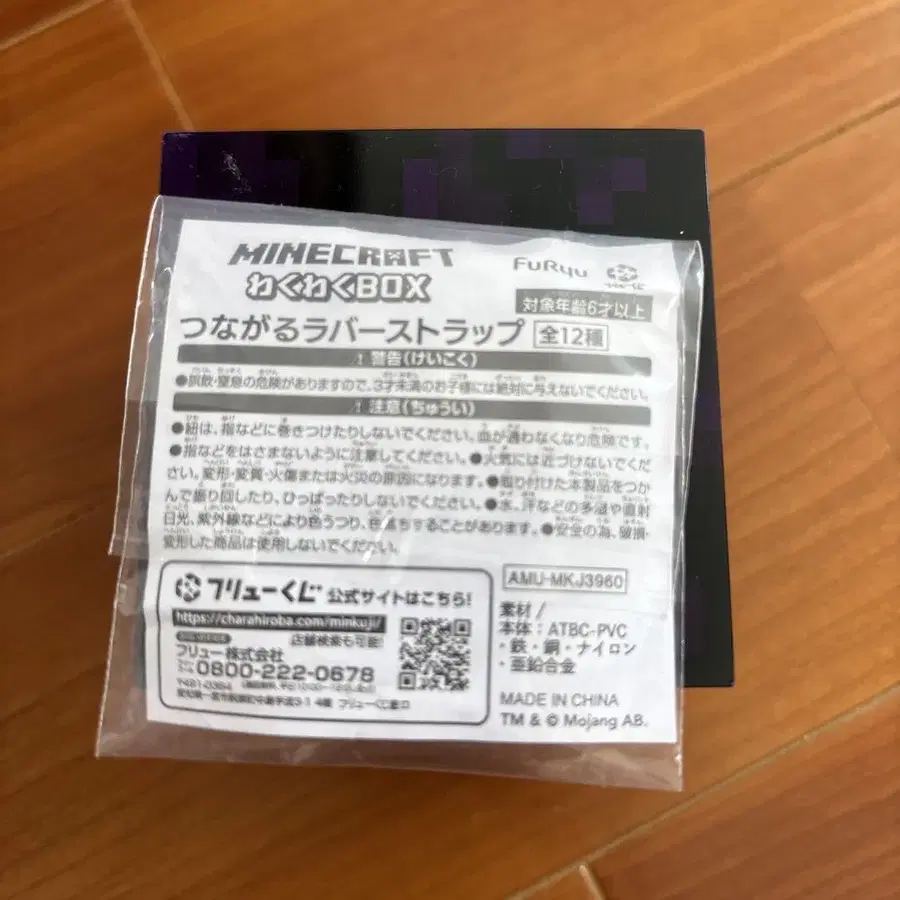 MINECRAFT
わくわくBOX
FuRyu
対象年齢6才以上
つながるラバーストラップ 全12種
! 警告(けいこく)
●誤飲・窒息の危険がありますので、3才未満のお子様には絶対に与えないでください。
! 注意(ちゅうい)
●紐は、指などに巻きつけたりしないでください。血が通わなくなり危険です。
●指などをはさまないように注意してください。●火気には近づけないでくだ
さい。変形・変質・火傷または火災の原因になります。●取り付けた本製品をつか
んで振り回したり、ひっぱったりしないでください。●水、汗などの多湿や直射
日光、紫外線などにより色うつり、色落ちすることがあります。●安全の為、破損・
変形した商品は使用しないでください。
フリューくじ 公式サイトはこちら!
https://charahiroba.com/minkuji/
店舗検索も可能
フリュー株式会社
0800-222-0678
AMU-MKJ3960
素材/
本体:ATBC-PVC
・鉄・銅・ナイロン
・亜鉛合金
MADE IN CHINA
TM & © Mojang AB.